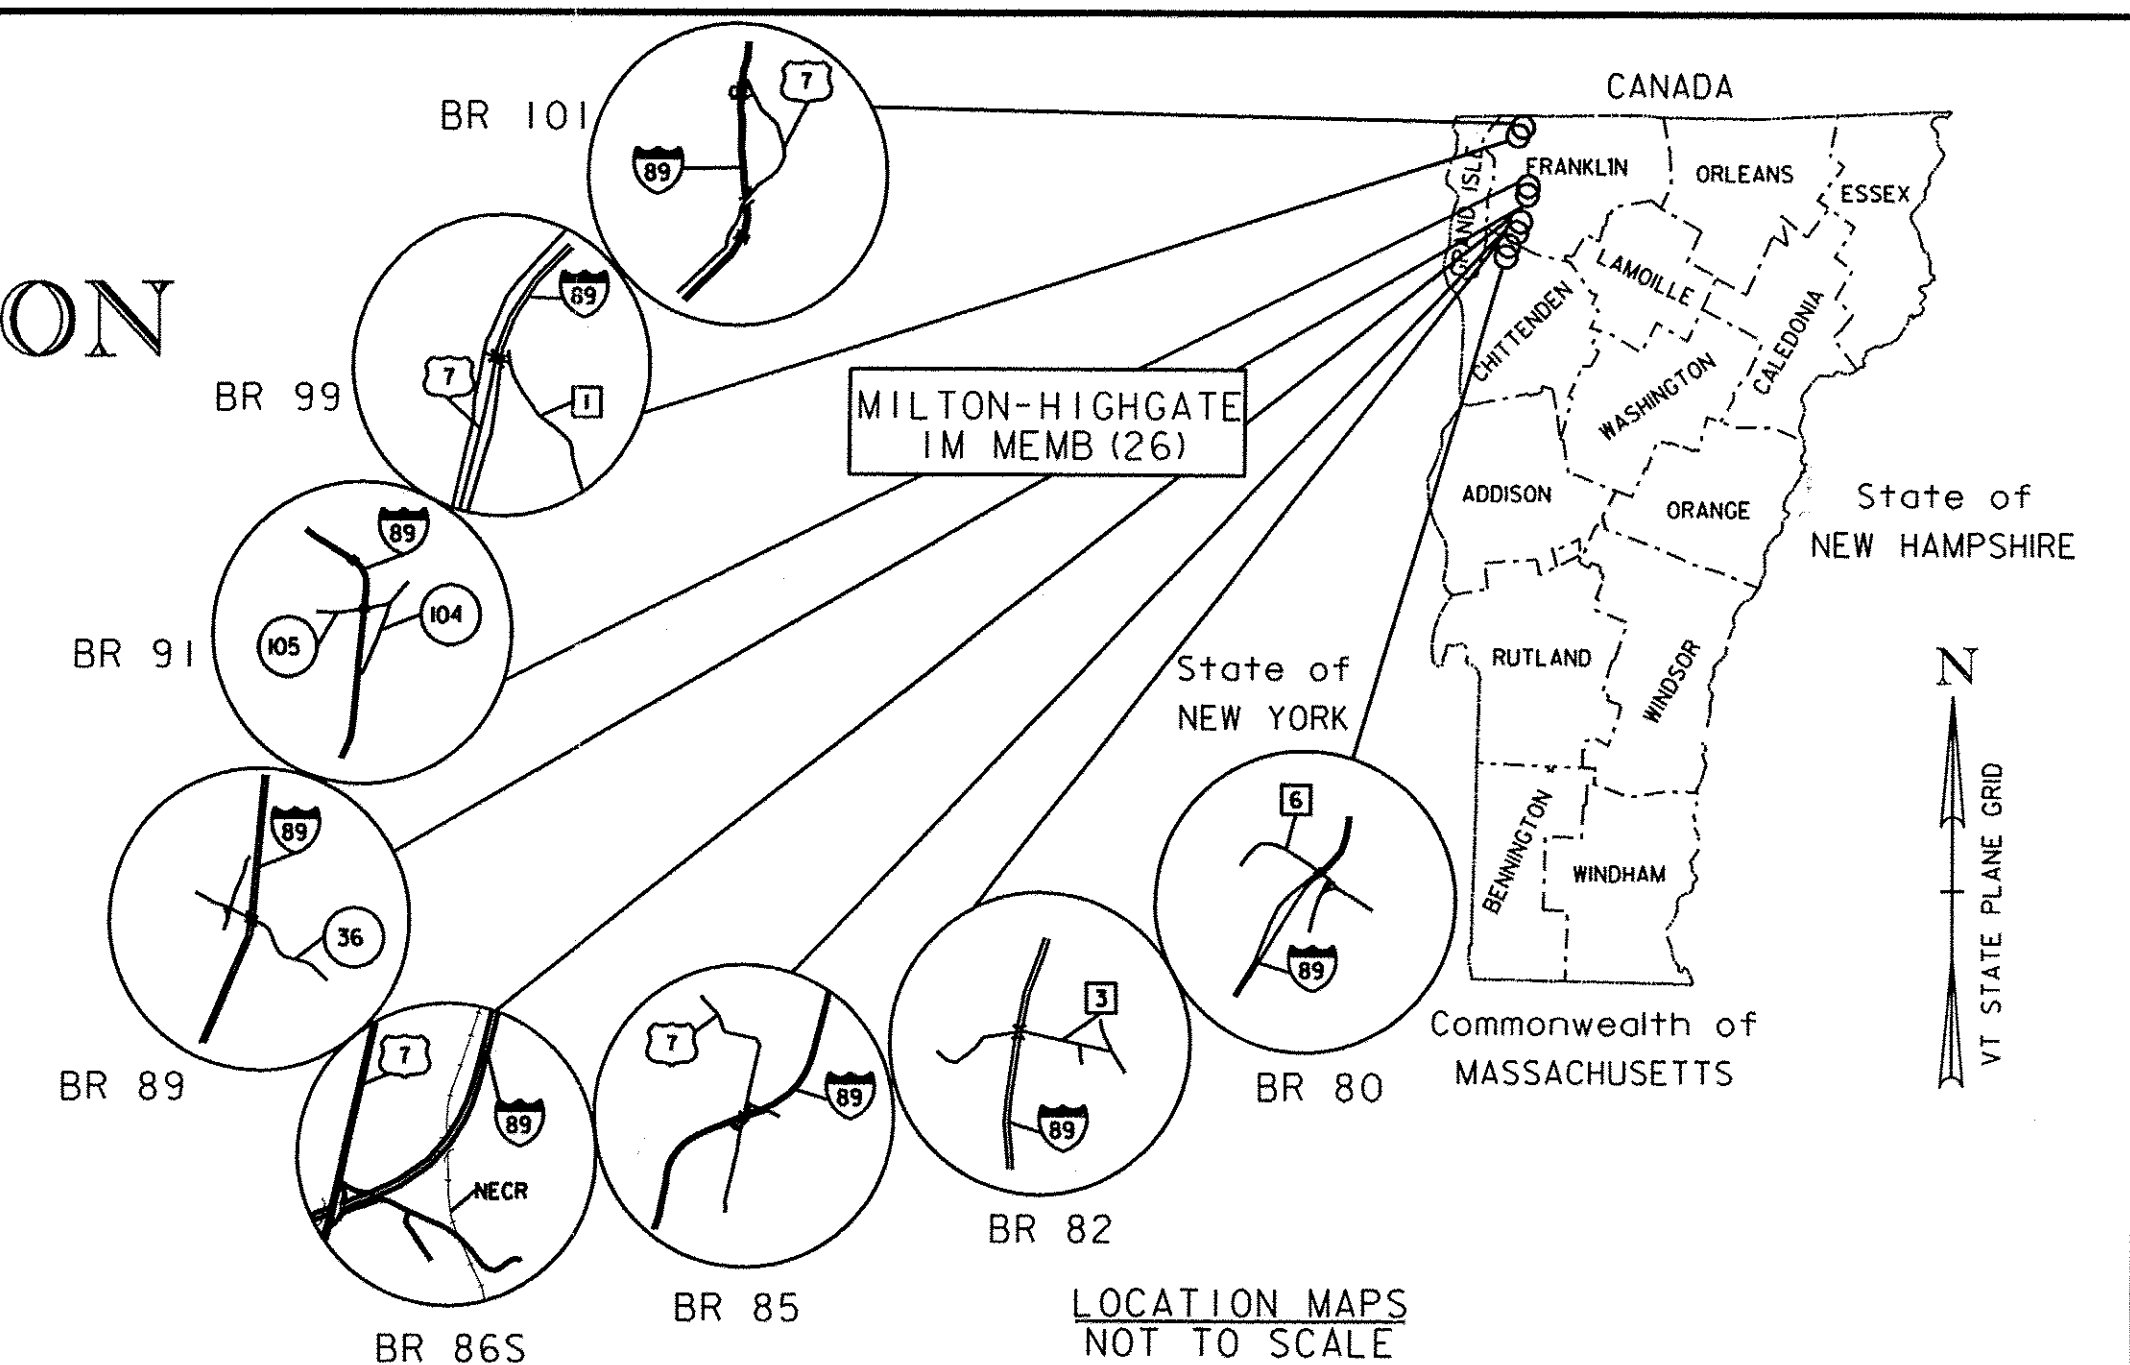 CANADA
BR 101
7
89
GRAND ISLE
FRANKLIN
ORLEANS
ESSEX
ON
BR 99
89
7
1
LAMOILLE
CHITTENDEN
CALEDONIA
WASHINGTON
MILTON-HIGHGATE
IM MEMB (26)
ADDISON
ORANGE
State of
NEW HAMPSHIRE
BR 91
89
104
105
State of
NEW YORK
RUTLAND
WINDSOR
N
VT STATE PLANE GRID
BR 89
89
36
6
89
BR 80
BENNINGTON
WINDHAM
Commonwealth of
MASSACHUSETTS
7
89
NECR
BR 86S
7
89
BR 85
3
89
BR 82
LOCATION MAPS
NOT TO SCALE